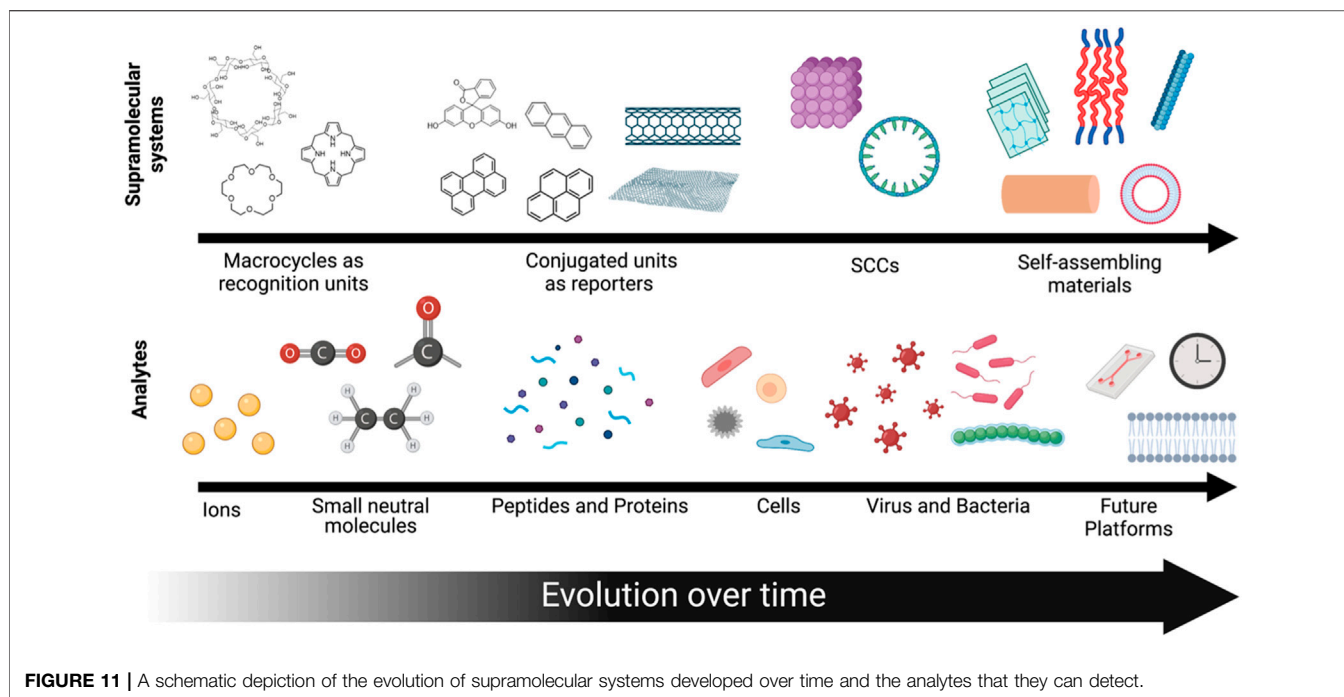 Supramolecular
systems
Macrocycles as
recognition units
Conjugated units
as reporters
SCCs
Self-assembling
materials
Analytes
O
C
O
O
C
H
H
H
C
C
H
H
H
Ions
Small neutral
molecules
Peptides and Proteins
Cells
Virus and Bacteria
Future
Platforms
Evolution over time
FIGURE 11 | A schematic depiction of the evolution of supramolecular systems developed over time and the analytes that they can detect.